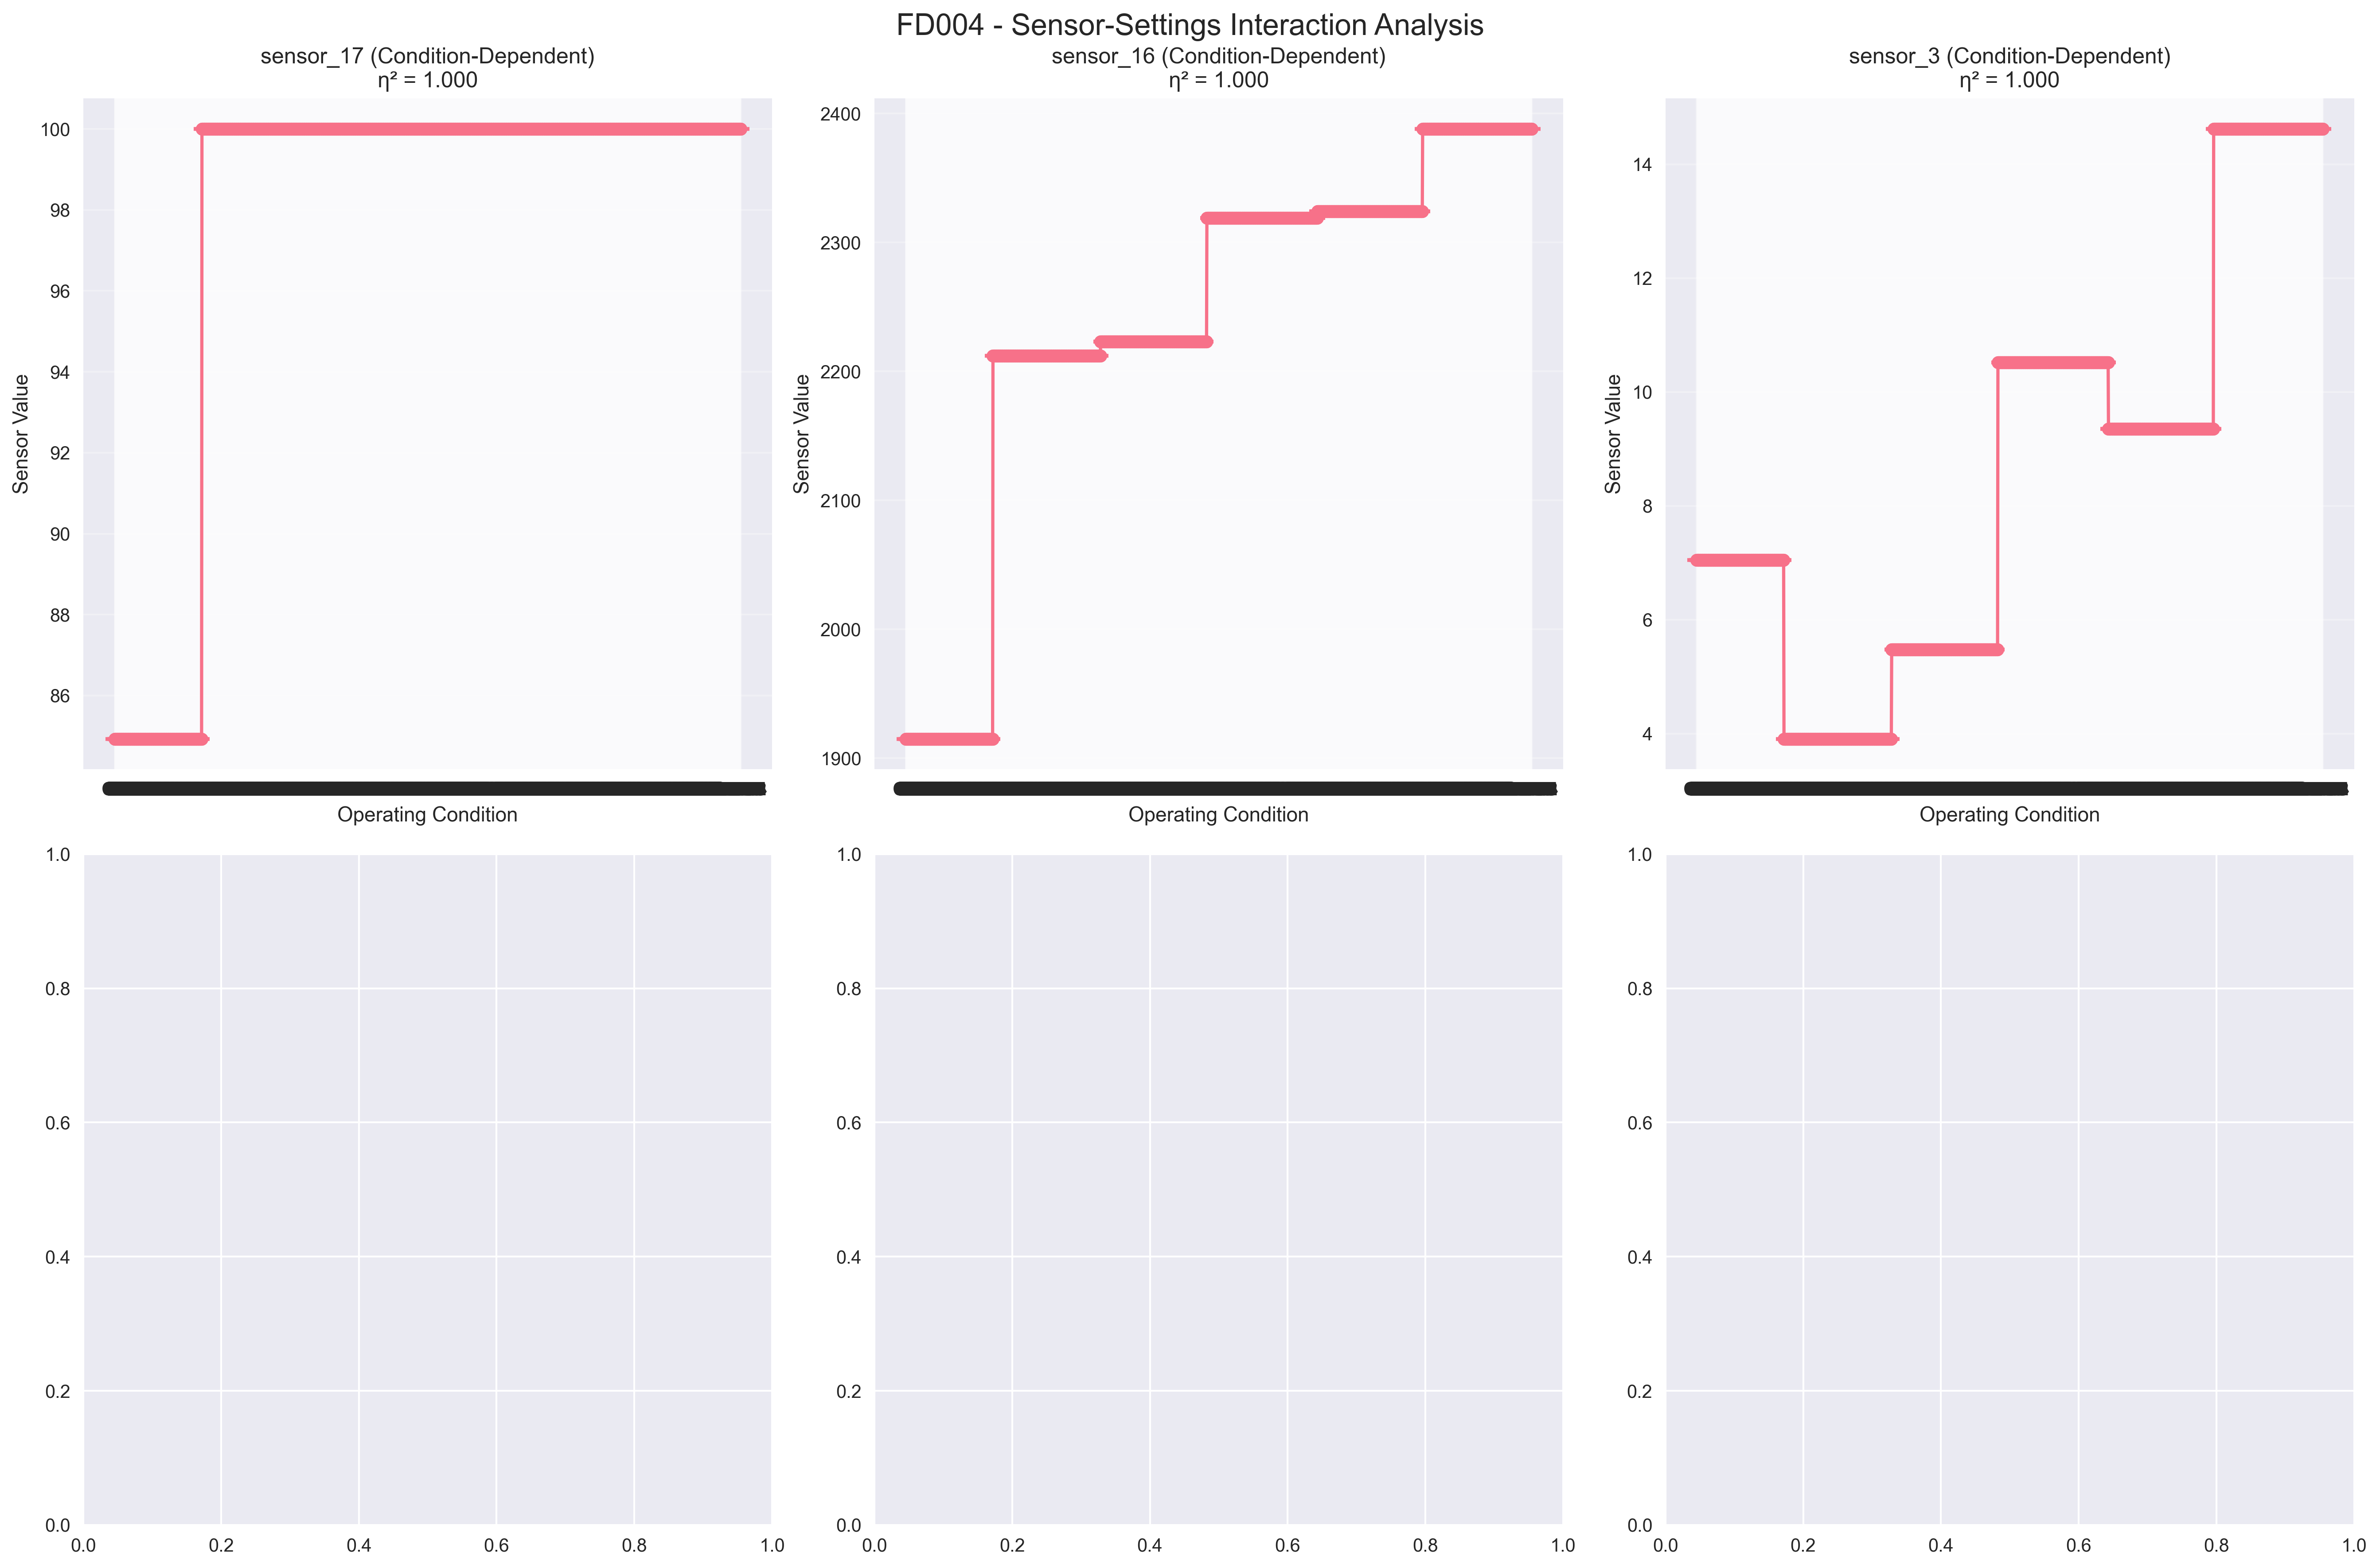 FD004 - Sensor-Settings Interaction Analysis
sensor_17 (Condition-Dependent)
η² = 1.000
100
98
96
94
92
90
88
86
Sensor Value
Operating Condition
sensor_16 (Condition-Dependent)
η² = 1.000
2400
2300
2200
2100
2000
1900
Sensor Value
Operating Condition
sensor_3 (Condition-Dependent)
η² = 1.000
14
12
10
8
6
4
Sensor Value
Operating Condition
1.0
0.8
0.6
0.4
0.2
0.0
0.0 0.2 0.4 0.6 0.8 1.0
1.0
0.8
0.6
0.4
0.2
0.0
0.0 0.2 0.4 0.6 0.8 1.0
1.0
0.8
0.6
0.4
0.2
0.0
0.0 0.2 0.4 0.6 0.8 1.0